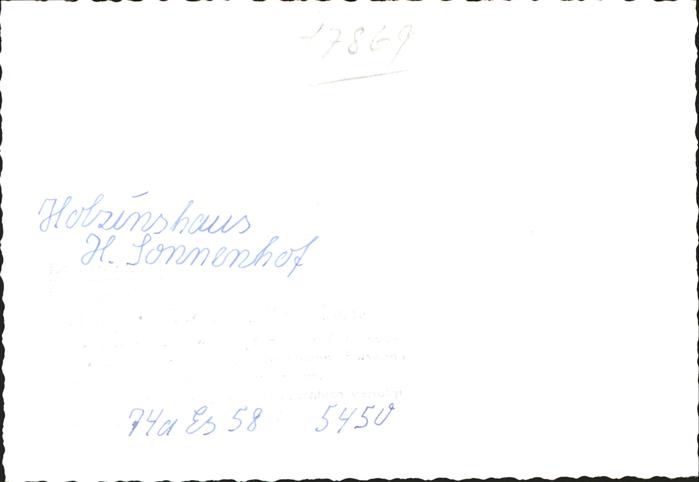 17869
Holzinshaus
H. Sonnenhof
74a Es 58 5450